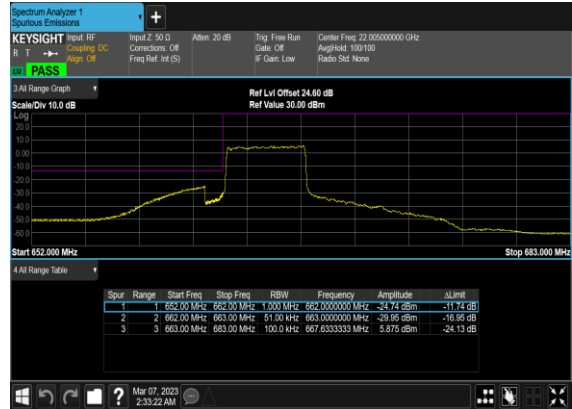 Spectrum Analyzer 1
Spurious Emissions
+
KEYSIGHT Input: RF Input Z: 50 Ω Atten: 20 dB Trig: Free Run Center Freq: 22.005000000 GHz
R T Coupling: DC Corrections: Off Gate: Off Avg|Hold: 100/100
Align: Off Freq Ref: Int (S) IF Gain: Low Radio Std: None
PASS
3 All Range Graph
Ref Lvl Offset 24.60 dB
Scale/Div 10.0 dB Ref Value 30.00 dBm
Log
20.0
10.0
0.00
-10.0
-20.0
-30.0
-40.0
-50.0
-60.0
Start 652.000 MHz Stop 683.000 MHz
4 All Range Table
Spur Range Start Freq Stop Freq RBW Frequency Amplitude ΔLimit
1 1 652.00 MHz 662.00 MHz 1.000 MHz 662.0000000 MHz -24.74 dBm -11.74 dB
2 2 662.00 MHz 663.00 MHz 51.00 kHz 663.0000000 MHz -29.95 dBm -16.95 dB
3 3 663.00 MHz 683.00 MHz 100.0 kHz 667.6333333 MHz 5.875 dBm -24.13 dB
? Mar 07, 2023
2:33:22 AM